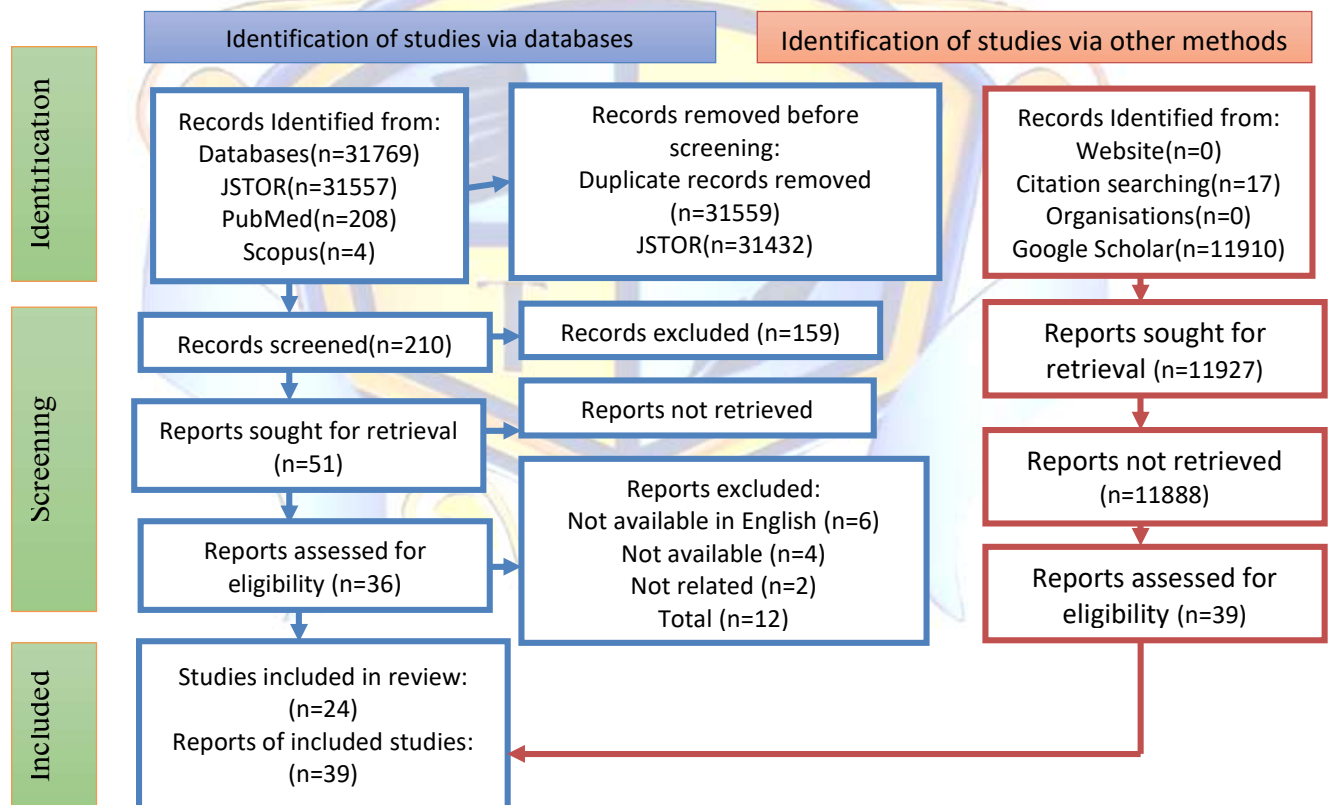 Identification of studies via databases
Identification of studies via other methods
Identification
Records Identified from:
Databases(n=31769)
JSTOR(n=31557)
PubMed(n=208)
Scopus(n=4)
Records removed before
screening:
Duplicate records removed
(n=31559)
JSTOR(n=31432)
Records Identified from:
Website(n=0)
Citation searching(n=17)
Organisations(n=0)
Google Scholar(n=11910)
Screening
Records screened(n=210)
Records excluded (n=159)
Reports sought for
retrieval (n=11927)
Reports sought for retrieval
(n=51)
Reports not retrieved
Reports not retrieved
(n=11888)
Reports assessed for
eligibility (n=36)
Reports excluded:
Not available in English (n=6)
Not available (n=4)
Not related (n=2)
Total (n=12)
Reports assessed for
eligibility (n=39)
Included
Studies included in review:
(n=24)
Reports of included studies:
(n=39)
T